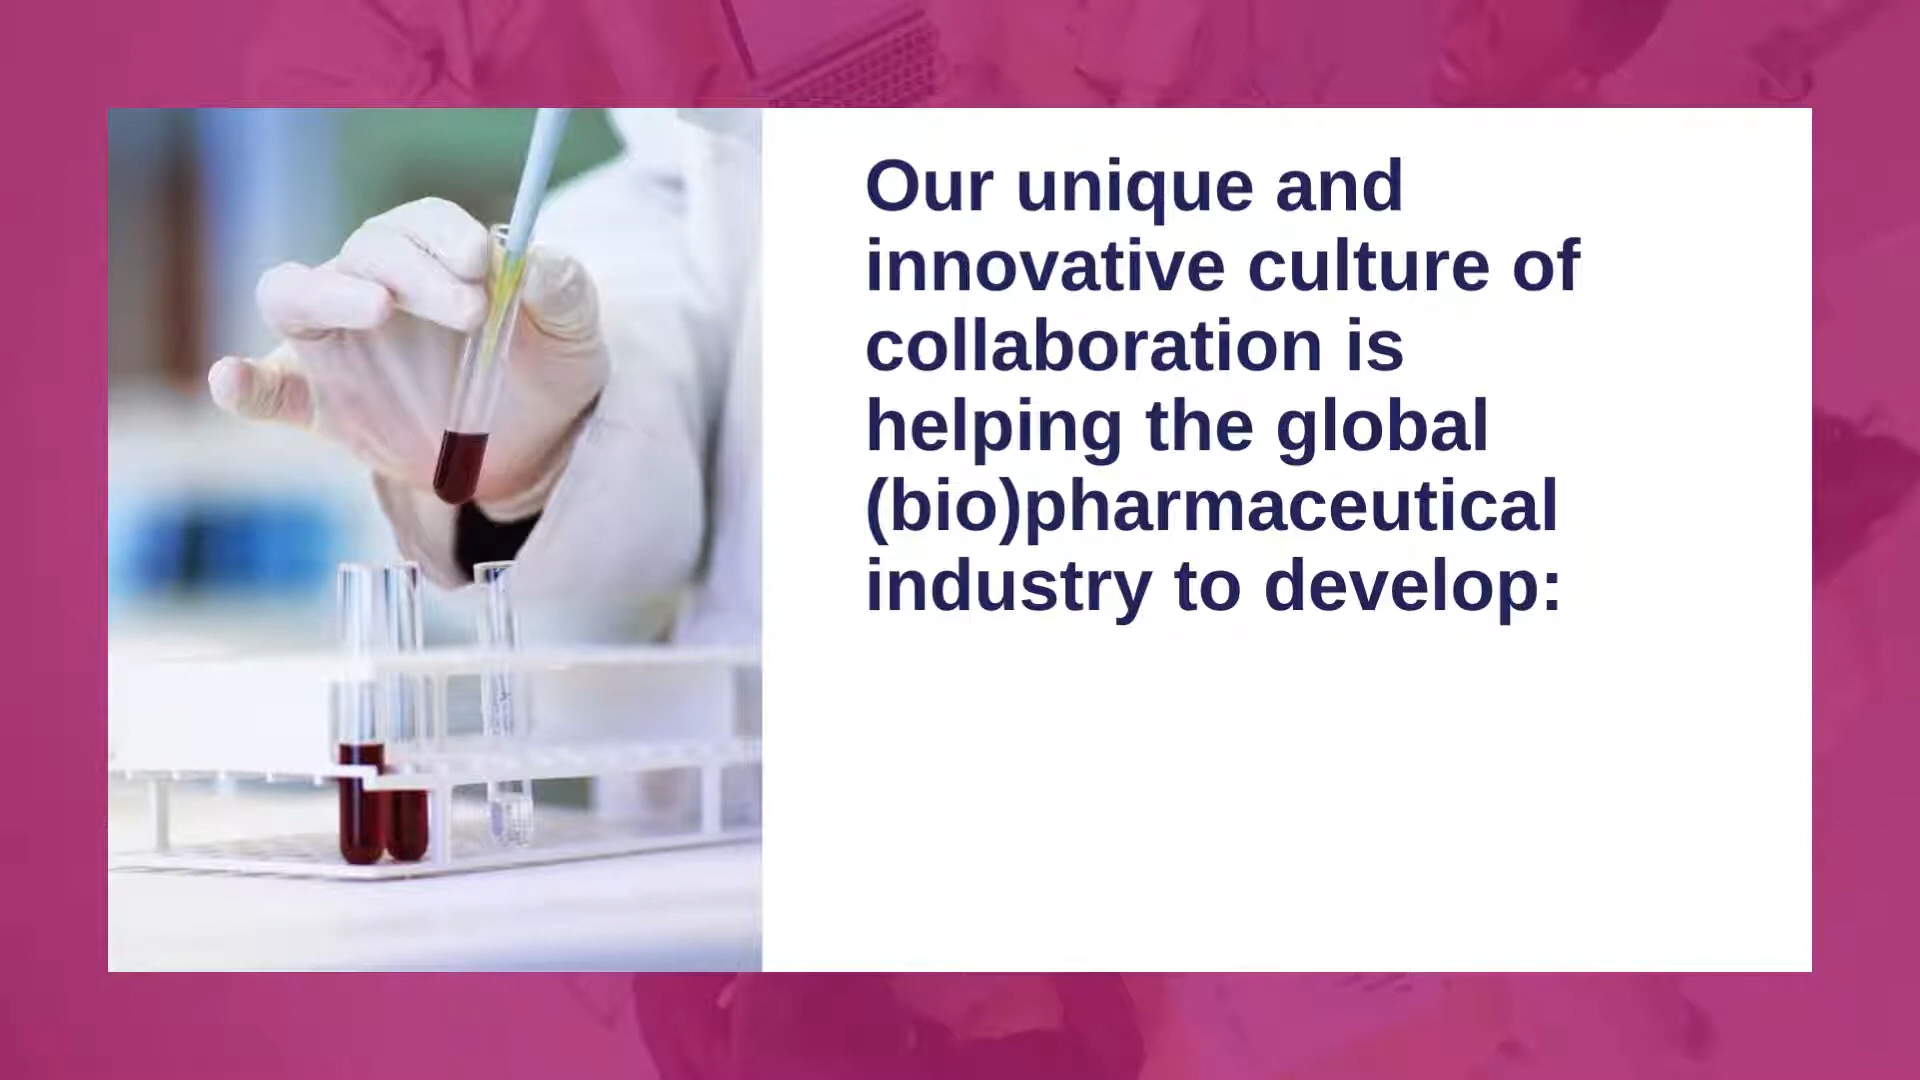 Our unique and
innovative culture of
collaboration is
helping the global
(bio)pharmaceutical
industry to develop: